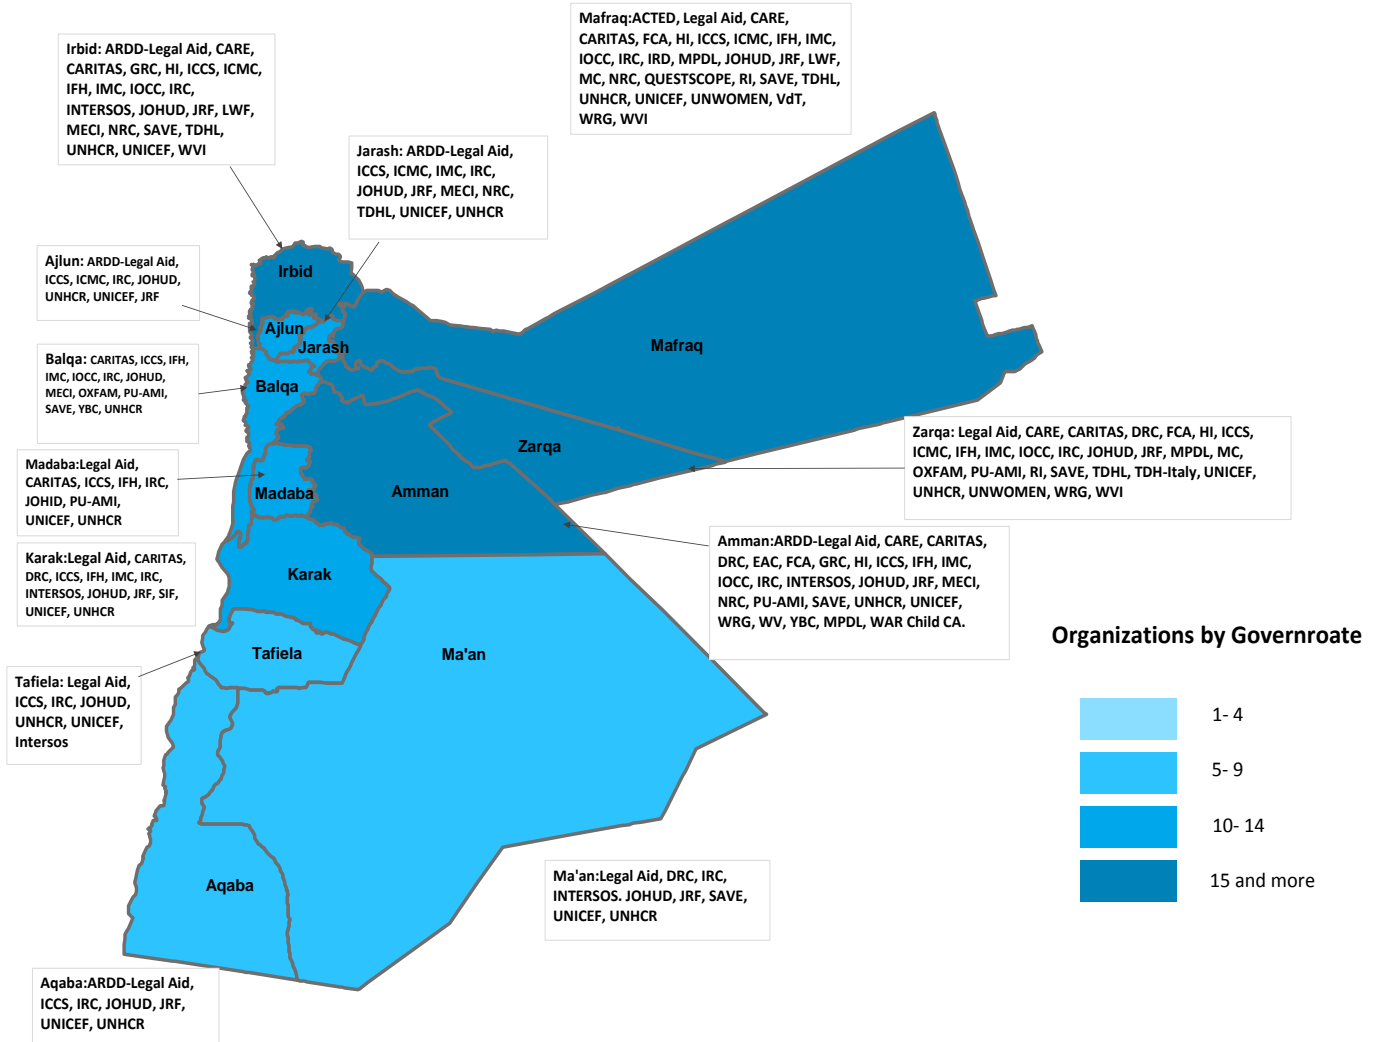 Mafraq:ACTED, Legal Aid, CARE,
CARITAS, FCA, HI, ICCS, ICMC, IFH, IMC,
IOCC, IRC, IRD, MPDL, JOHUD, JRF, LWF,
MC, NRC, QUESTSCOPE, RI, SAVE, TDHL,
UNHCR, UNICEF, UNWOMEN, VdT,
WRG, WVI
Irbid: ARDD-Legal Aid, CARE,
CARITAS, GRC, HI, ICCS, ICMC,
IFH, IMC, IOCC, IRC,
INTERSOS, JOHUD, JRF, LWF,
MECI, NRC, SAVE, TDHL,
UNHCR, UNICEF, WVI
Jarash: ARDD-Legal Aid,
ICCS, ICMC, IMC, IRC,
JOHUD, JRF, MECI, NRC,
TDHL, UNICEF, UNHCR
Ajlun: ARDD-Legal Aid,
ICCS, ICMC, IRC, JOHUD,
UNHCR, UNICEF, JRF
Balqa: CARITAS, ICCS, IFH,
IMC, IOCC, IRC, JOHUD,
MECI, OXFAM, PU-AMI,
SAVE, YBC, UNHCR
Madaba:Legal Aid,
CARITAS, ICCS, IFH, IRC,
JOHID, PU-AMI,
UNICEF, UNHCR
Karak:Legal Aid, CARITAS,
DRC, ICCS, IFH, IMC, IRC,
INTERSOS, JOHUD, JRF, SIF,
UNICEF, UNHCR
Tafiela: Legal Aid,
ICCS, IRC, JOHUD,
UNHCR, UNICEF,
Intersos
Aqaba:ARDD-Legal Aid,
ICCS, IRC, JOHUD, JRF,
UNICEF, UNHCR
Irbid
Ajlun
Jarash
Balqa
Mafraq
Zarqa
Amman
Madaba
Karak
Tafiela
Ma'an
Aqaba
Zarqa: Legal Aid, CARE, CARITAS, DRC, FCA, HI, ICCS,
ICMC, IFH, IMC, IOCC, IRC, JOHUD, JRF, MPDL, MC,
OXFAM, PU-AMI, RI, SAVE, TDHL, TDH-Italy, UNICEF,
UNHCR, UNWOMEN, WRG, WVI
Amman:ARDD-Legal Aid, CARE, CARITAS,
DRC, EAC, FCA, GRC, HI, ICCS, IFH, IMC,
IOCC, IRC, INTERSOS, JOHUD, JRF, MECI,
NRC, PU-AMI, SAVE, UNHCR, UNICEF,
WRG, WV, YBC, MPDL, WAR Child CA.
Ma'an:Legal Aid, DRC, IRC,
INTERSOS. JOHUD, JRF, SAVE,
UNICEF, UNHCR
Organizations by Governroate
1- 4
5- 9
10- 14
15 and more